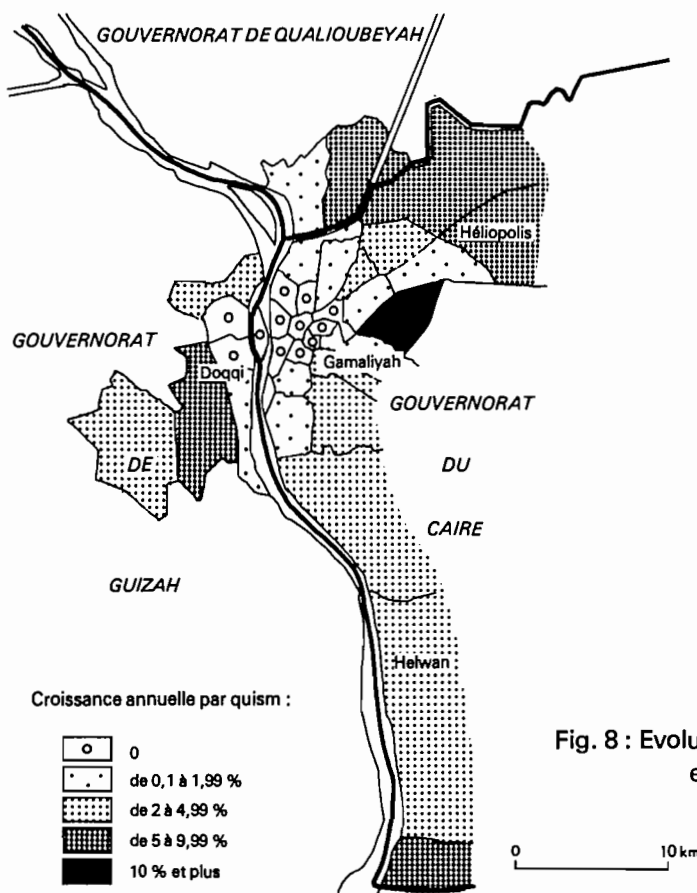 GOUVERNORAT DE QUALIOUBEYAH
Héliopolis
GOUVERNORAT
Doqqi
Gamaliyah
GOUVERNORAT
DE
DU
CAIRE
GUIZAH
Helwan
Croissance annuelle par quism :
0
de 0,1 à 1,99 %
de 2 à 4,99 %
de 5 à 9,99 %
10 % et plus
Fig. 8 : Evolu
e
0 10 km